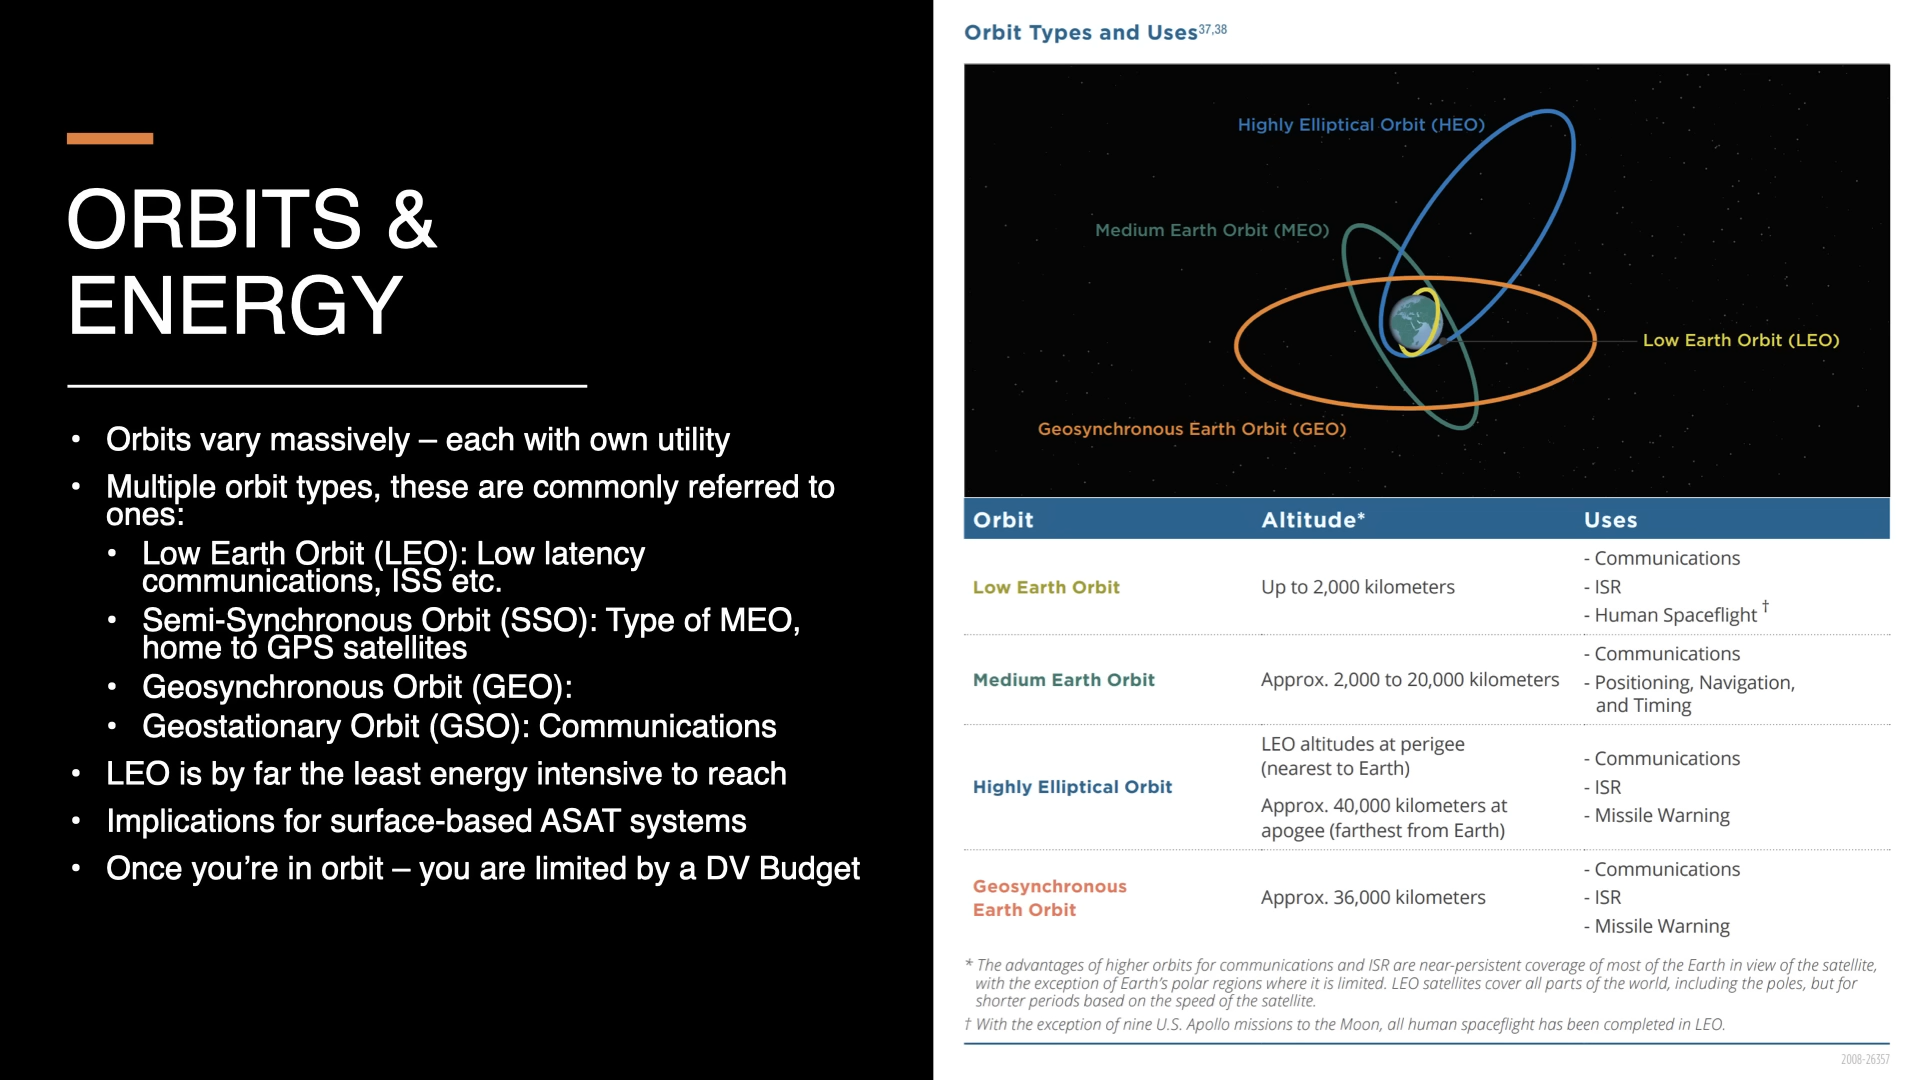 ORBITS &
ENERGY
• Orbits vary massively – each with own utility
• Multiple orbit types, these are commonly referred to
ones:
• Low Earth Orbit (LEO): Low latency
communications, ISS etc.
• Semi-Synchronous Orbit (SSO): Type of MEO,
home to GPS satellites
• Geosynchronous Orbit (GEO):
• Geostationary Orbit (GSO): Communications
• LEO is by far the least energy intensive to reach
• Implications for surface-based ASAT systems
• Once you’re in orbit – you are limited by a DV Budget
Orbit Types and Uses37,38
Highly Elliptical Orbit (HEO)
Medium Earth Orbit (MEO)
Low Earth Orbit (LEO)
Geosynchronous Earth Orbit (GEO)
Orbit Altitude* Uses
Low Earth Orbit
Up to 2,000 kilometers
- Communications
- ISR
- Human Spaceflight †
Medium Earth Orbit
Approx. 2,000 to 20,000 kilometers
- Communications
- Positioning, Navigation,
and Timing
Highly Elliptical Orbit
LEO altitudes at perigee
(nearest to Earth)
Approx. 40,000 kilometers at
apogee (farthest from Earth)
- Communications
- ISR
- Missile Warning
Geosynchronous
Earth Orbit
Approx. 36,000 kilometers
- Communications
- ISR
- Missile Warning
* The advantages of higher orbits for communications and ISR are near-persistent coverage of most of the Earth in view of the satellite,
with the exception of Earth’s polar regions where it is limited. LEO satellites cover all parts of the world, including the poles, but for
shorter periods based on the speed of the satellite.
† With the exception of nine U.S. Apollo missions to the Moon, all human spaceflight has been completed in LEO.
2008-26357